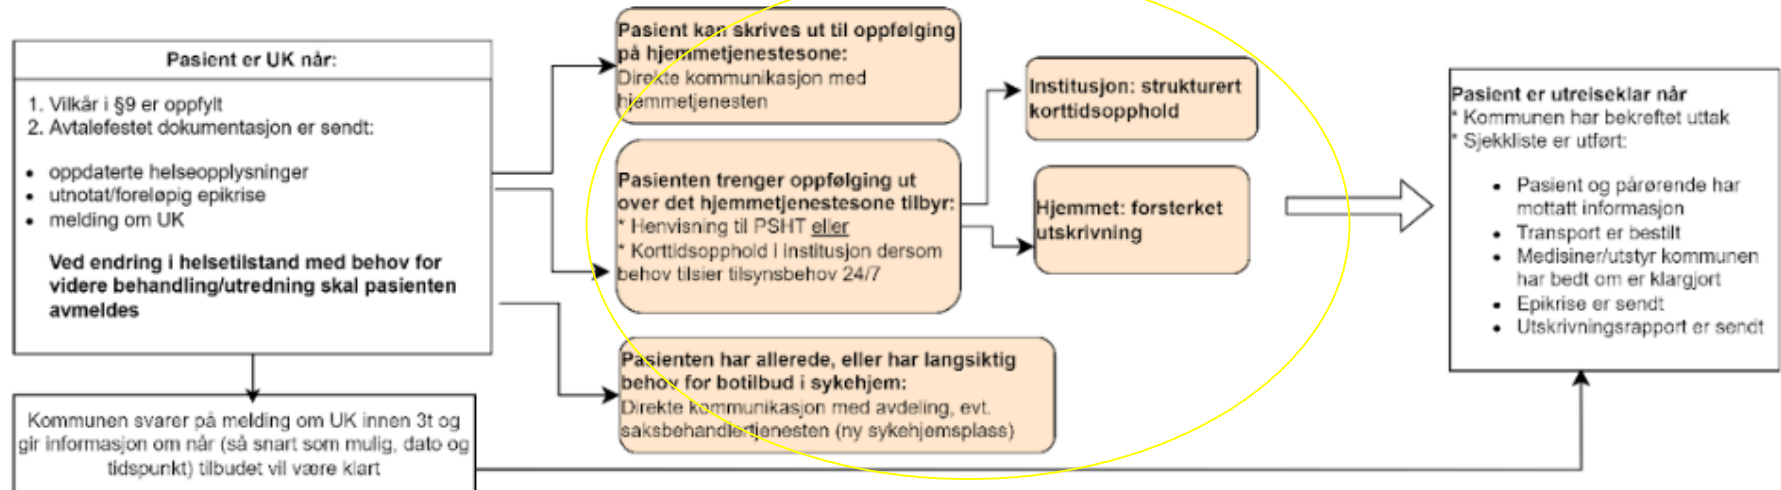 Pasient er UK når:
1. Vilkår i §9 er oppfylt
2. Avtalefestet dokumentasjon er sendt:
• oppdaterte helseopplysninger
• utnotat/foreløpig epikrise
• melding om UK
Ved endring i helsetilstand med behov for
videre behandling/utredning skal pasienten
avmeldes
Kommunen svarer på melding om UK innen 3t og
gir informasjon om når (så snart som mulig, dato og
tidspunkt) tilbudet vil være klart
Pasient kan skrives ut til oppfølging
på hjemmetjenestesone:
Direkte kommunikasjon med
hjemmetjenesten
Pasienten trenger oppfølging ut
over det hjemmetjenestesone tilbyr:
* Henvisning til PSHT eller
* Korttidsopphold i institusjon dersom
behov tilsier tilsynsbehov 24/7
Pasienten har allerede, eller har langsiktig
behov for botilbud i sykehjem:
Direkte kommunikasjon med avdeling, evt.
saksbehandlertjenesten (ny sykehjemsplass)
Institusjon: strukturert
korttidsopphold
Hjemmet: forsterket
utskrivning
Pasient er utreiseklar når
* Kommunen har bekreftet uttak
* Sjekkliste er utført:
• Pasient og pårørende har
mottatt informasjon
• Transport er bestilt
• Medisiner/utstyr kommunen
har bedt om er klargjort
• Epikrise er sendt
• Utskrivningsrapport er sendt